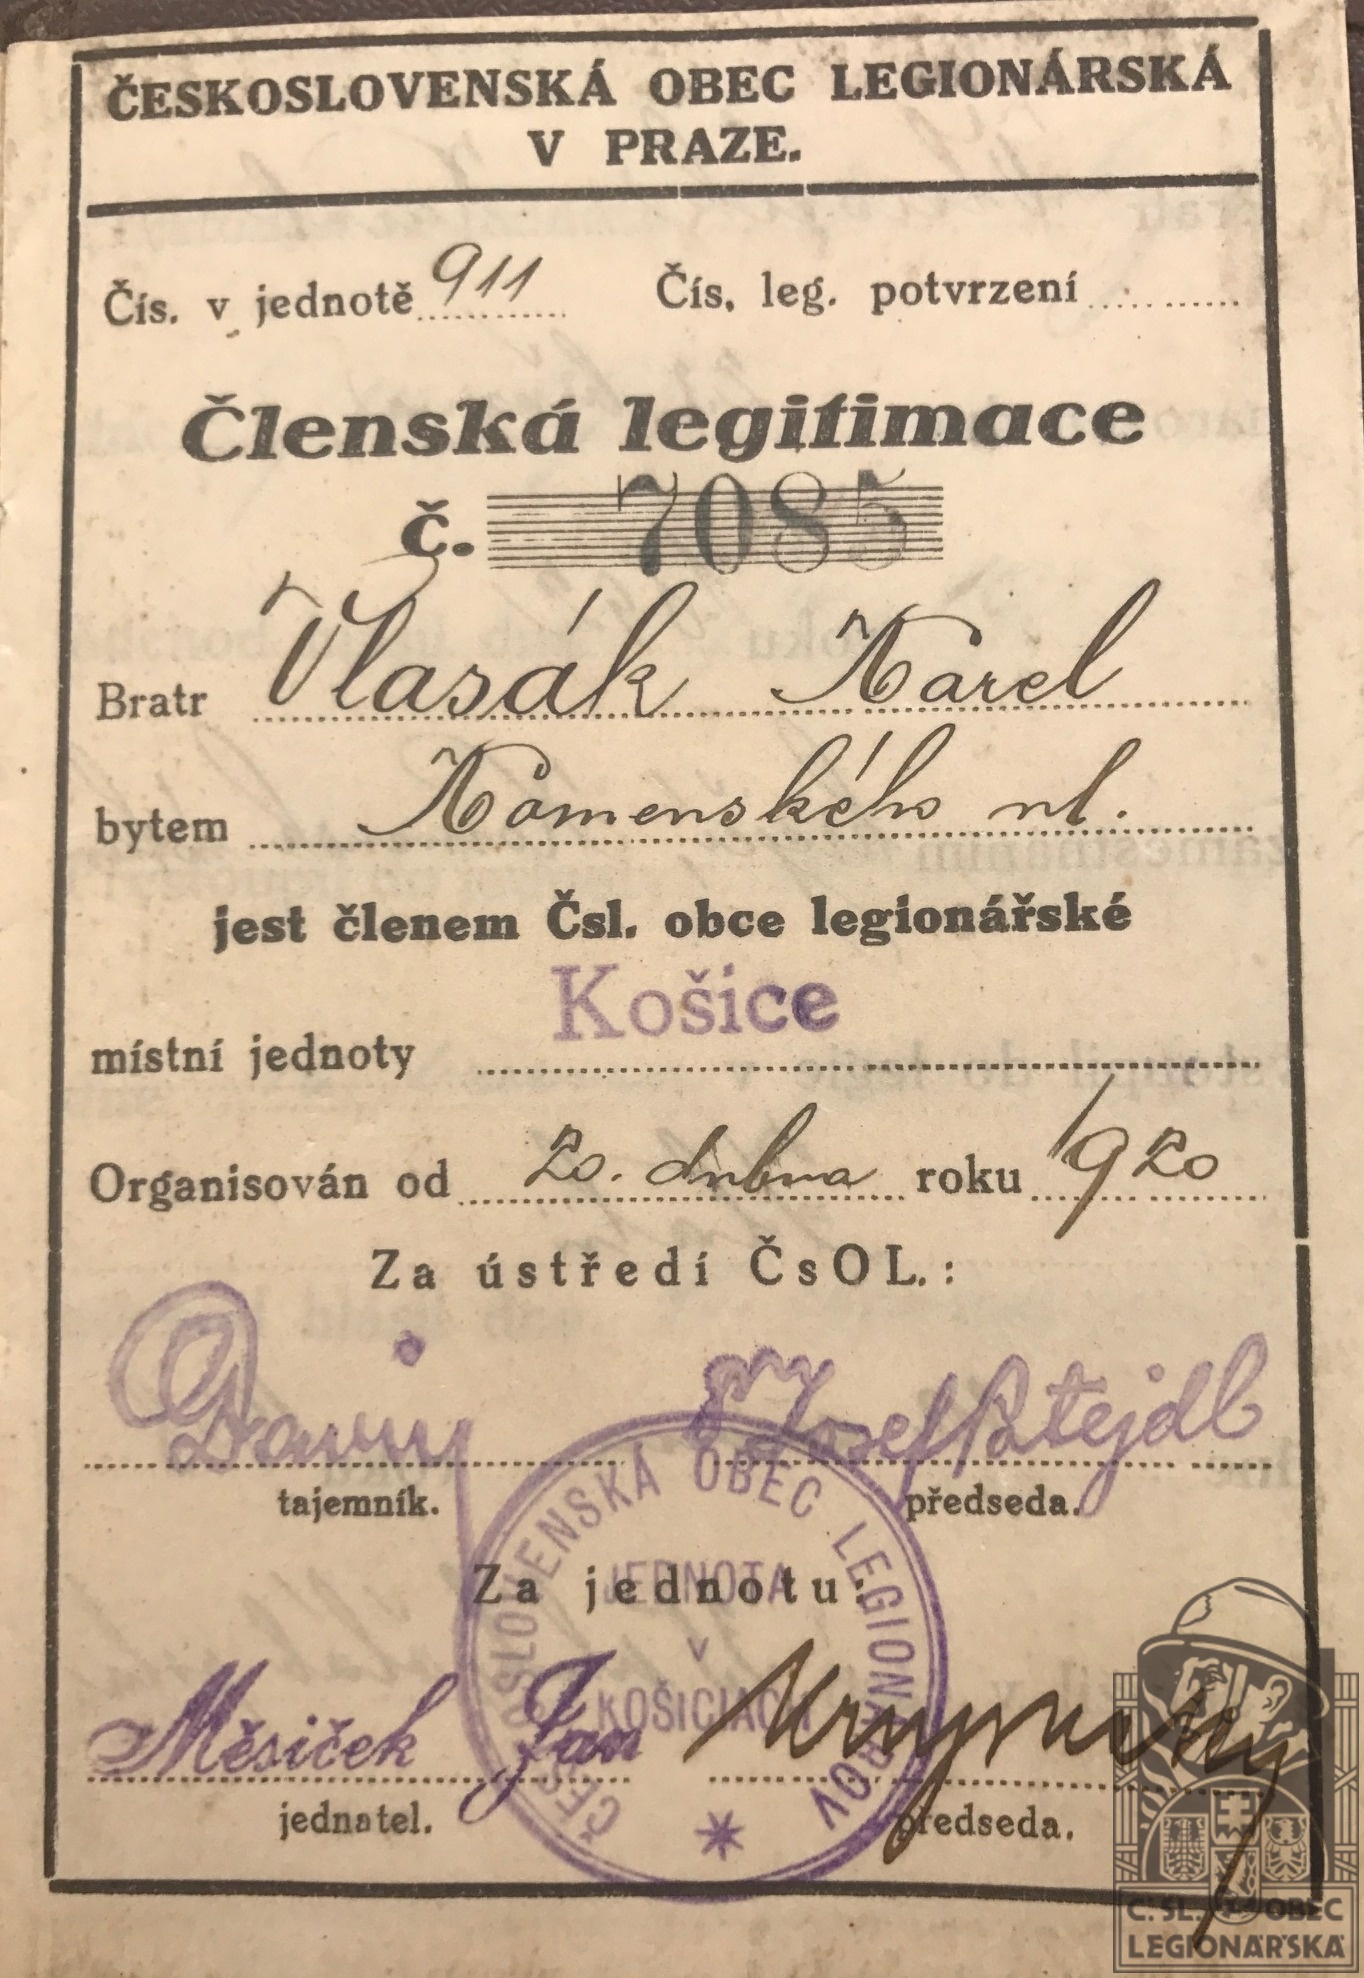 ČESKOSLOVENSKÁ OBEC LEGIONÁRSKÁ
V PRAZE.
Čís. v jednotě 911 Čís. leg. potvrzení
Členská legitimace
č. 7085
Bratr Vlasák Karel
bytem Komenského ul.
jest členem Čsl. obce legionářské
místní jednoty Košice
Organisován od 20. dubna roku 1920
Za ústředí ČsOL.:
Josef Patejdl
tajemník. předseda.
Za jednotu:
Měsiček Jan
jednatel. předseda.
ČESKOSLOVENSKÁ OBEC LEGIONÁROV
JEDNOTA
V
KOŠICIACH
Č. SL. OBEC
LEGIONÁŘSKÁ